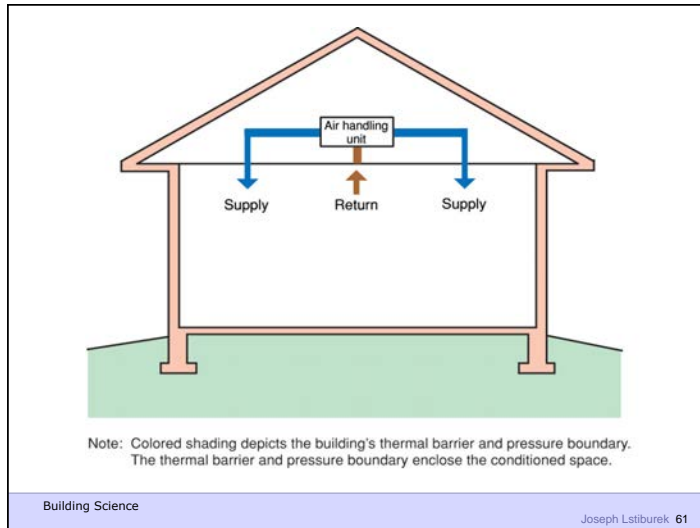 Air handling
unit
Supply
Return
Supply
Note: Colored shading depicts the building's thermal barrier and pressure boundary.
The thermal barrier and pressure boundary enclose the conditioned space.
Building Science
Joseph Lstiburek 61